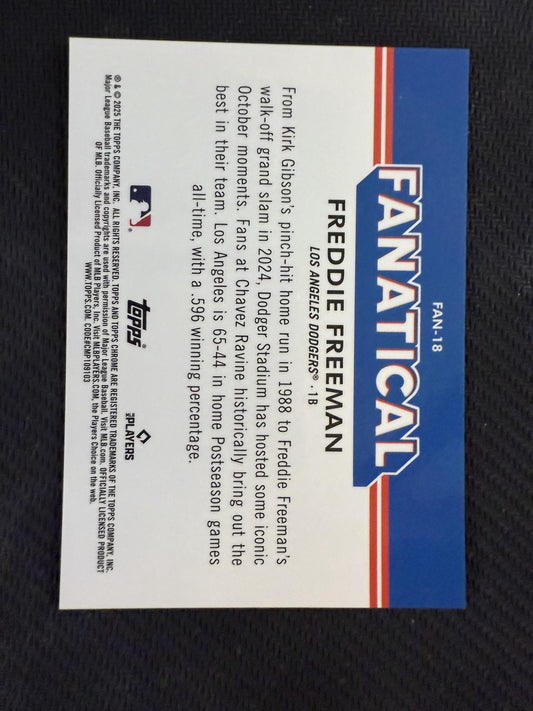 FAN-18
FANATICAL
FREDDIE FREEMAN
LOS ANGELES DODGERS® · 1B
From Kirk Gibson's pinch-hit home run in 1988 to Freddie Freeman's
walk-off grand slam in 2024, Dodger Stadium has hosted some iconic
October moments. Fans at Chavez Ravine historically bring out the
best in their team. Los Angeles is 65-44 in home Postseason games
all-time, with a .596 winning percentage.
topps®
MLB PLAYERS
® & © 2025 THE TOPPS COMPANY, INC. ALL RIGHTS RESERVED. TOPPS AND TOPPS CHROME ARE REGISTERED TRADEMARKS OF THE TOPPS COMPANY, INC.
Major League Baseball trademarks and copyrights are used with permission of Major League Baseball. Visit MLB.com. OFFICIALLY LICENSED PRODUCT
OF MLB. Officially Licensed Product of MLB Players, Inc. Visit MLBPLAYERS.com, the Players Choice on the web.
WWW.TOPPS.COM. CODE#CMP109103